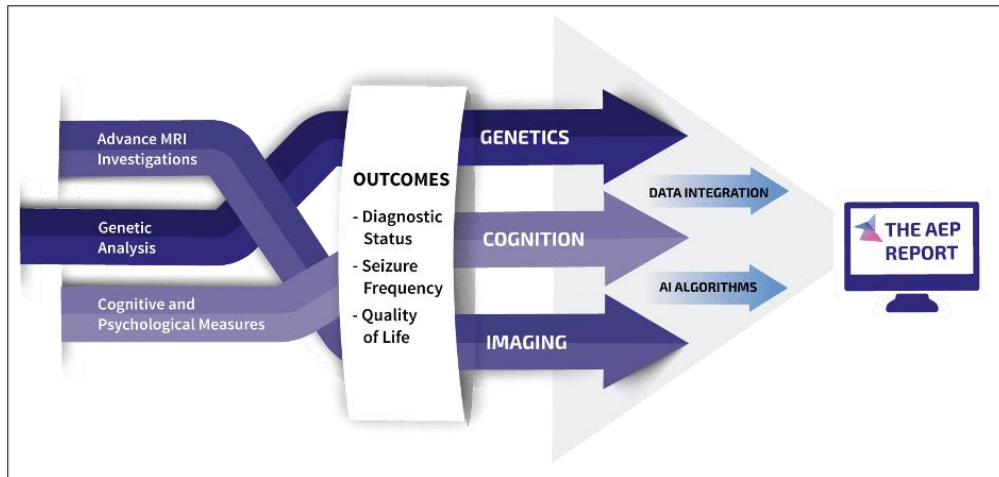 Advance MRI
Investigations
Genetic
Analysis
Cognitive and
Psychological Measures
OUTCOMES
- Diagnostic
Status
- Seizure
Frequency
- Quality
of Life
GENETICS
COGNITION
IMAGING
DATA INTEGRATION
AI ALGORITHMS
THE AEP
REPORT